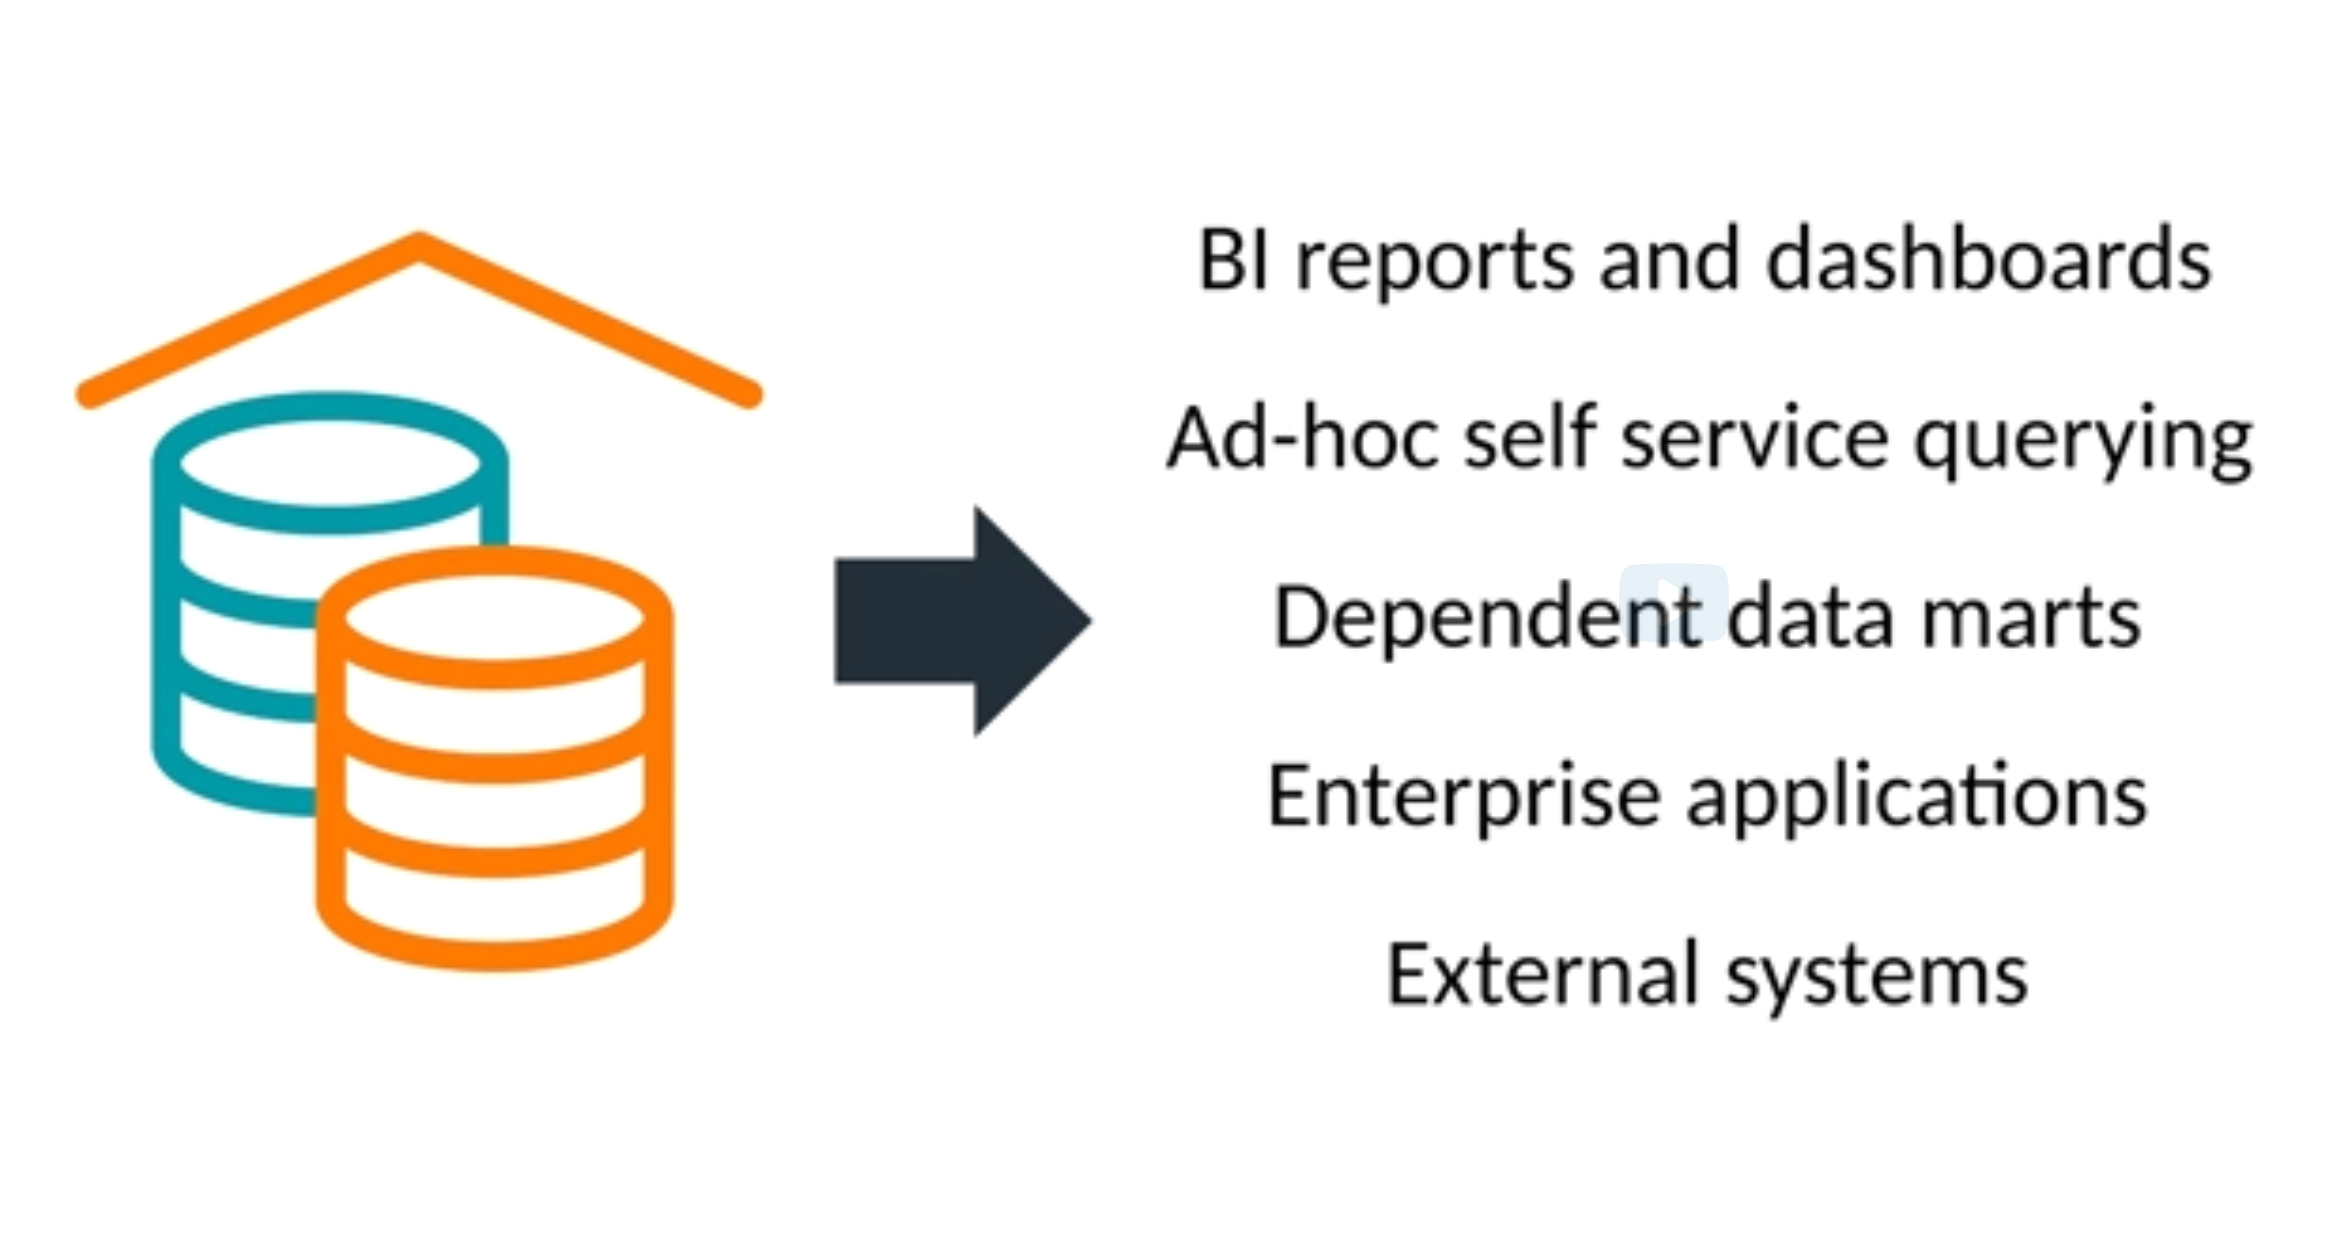 BI reports and dashboards
Ad-hoc self service querying
Dependent data marts
Enterprise applications
External systems